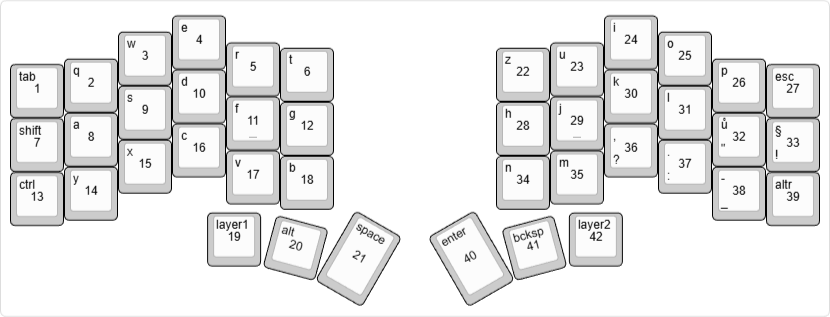 tab
1
q
2
w
3
e
4
r
5
t
6
shift
7
a
8
s
9
d
10
f
11
_
g
12
ctrl
13
y
14
x
15
c
16
v
17
b
18
layer1
19
alt
20
space
21
z
22
u
23
i
24
o
25
p
26
esc
27
h
28
j
29
_
k
30
l
31
ů
32
"
§
33
!
n
34
m
35
,
36
?
.
37
:
-
38
_
altr
39
enter
40
bcksp
41
layer2
42